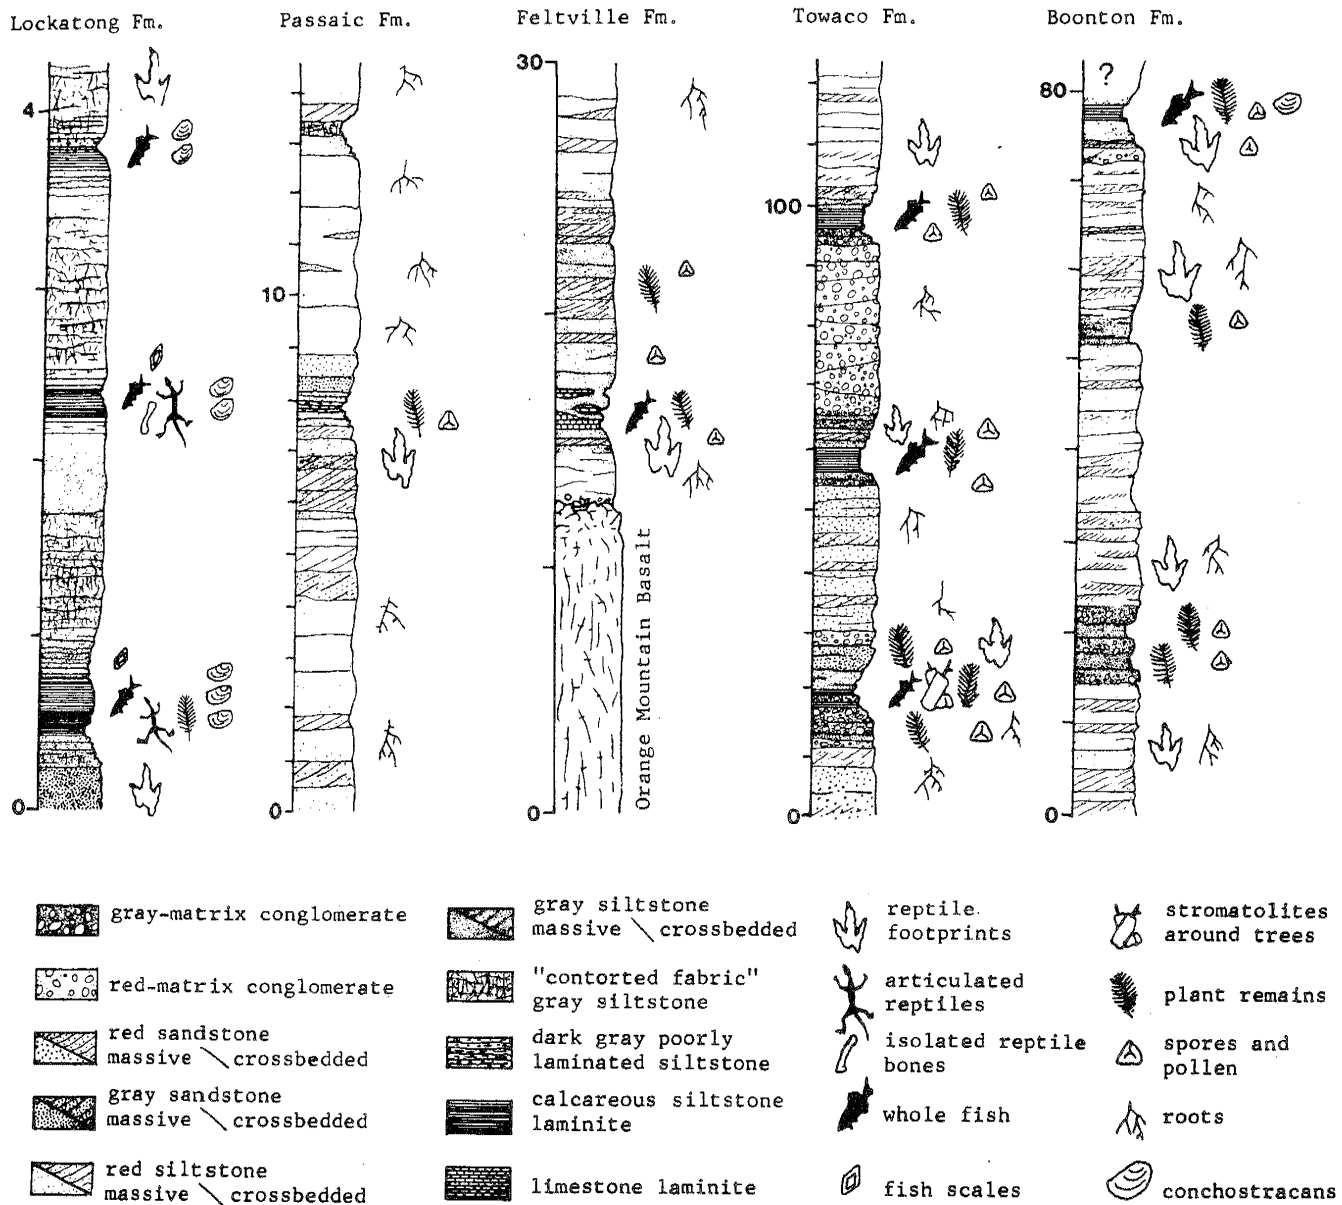 Lockatong Fm.
Passaic Fm.
Feltville Fm.
Towaco Fm.
Boonton Fm.
4
0
10
0
30
0
Orange Mountain Basalt
100
0
?
80
0
gray-matrix conglomerate
red-matrix conglomerate
red sandstone
massive \ crossbedded
gray sandstone
massive \ crossbedded
red siltstone
massive \ crossbedded
gray siltstone
massive \ crossbedded
"contorted fabric"
gray siltstone
dark gray poorly
laminated siltstone
calcareous siltstone
laminite
limestone laminite
reptile
footprints
articulated
reptiles
isolated reptile
bones
whole fish
fish scales
stromatolites
around trees
plant remains
spores and
pollen
roots
conchostracans